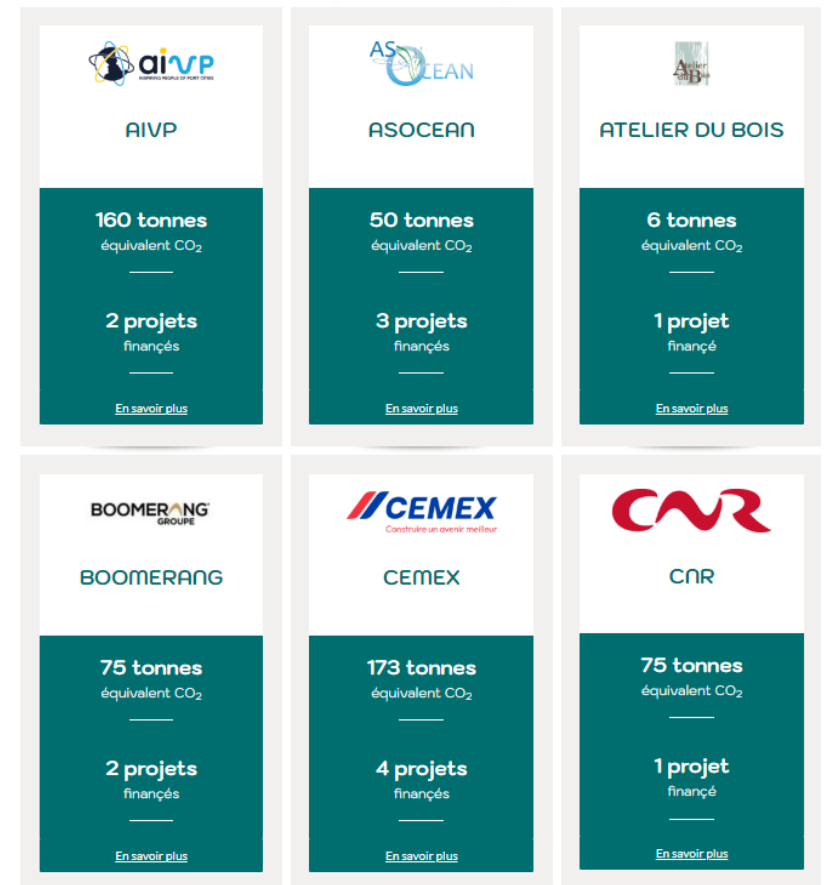 aivp
INSPIRING PEOPLE OF PORT CITIES
AIVP
160 tonnes
équivalent CO₂
2 projets
financés
En savoir plus
AS
OCEAN
ASOCEAN
50 tonnes
équivalent CO₂
3 projets
financés
En savoir plus
Atelier
du Bois
ATELIER DU BOIS
6 tonnes
équivalent CO₂
1 projet
financé
En savoir plus
BOOMERANG
GROUPE
BOOMERANG
75 tonnes
équivalent CO₂
2 projets
financés
En savoir plus
CEMEX
Construire un avenir meilleur
CEMEX
173 tonnes
équivalent CO₂
4 projets
financés
En savoir plus
CNR
CNR
75 tonnes
équivalent CO₂
1 projet
financé
En savoir plus